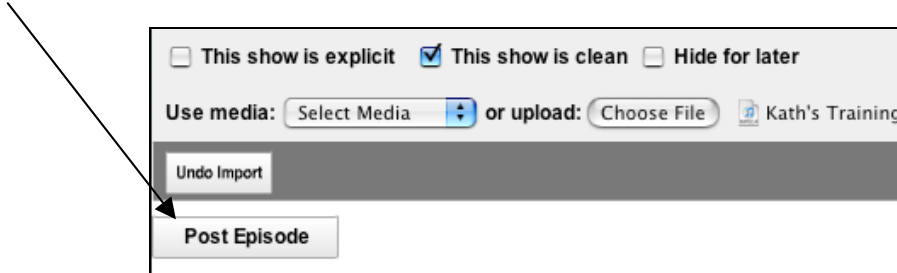 This show is explicit This show is clean Hide for later
Use media: Select Media or upload: Choose File Kath's Training
Undo Import
Post Episode